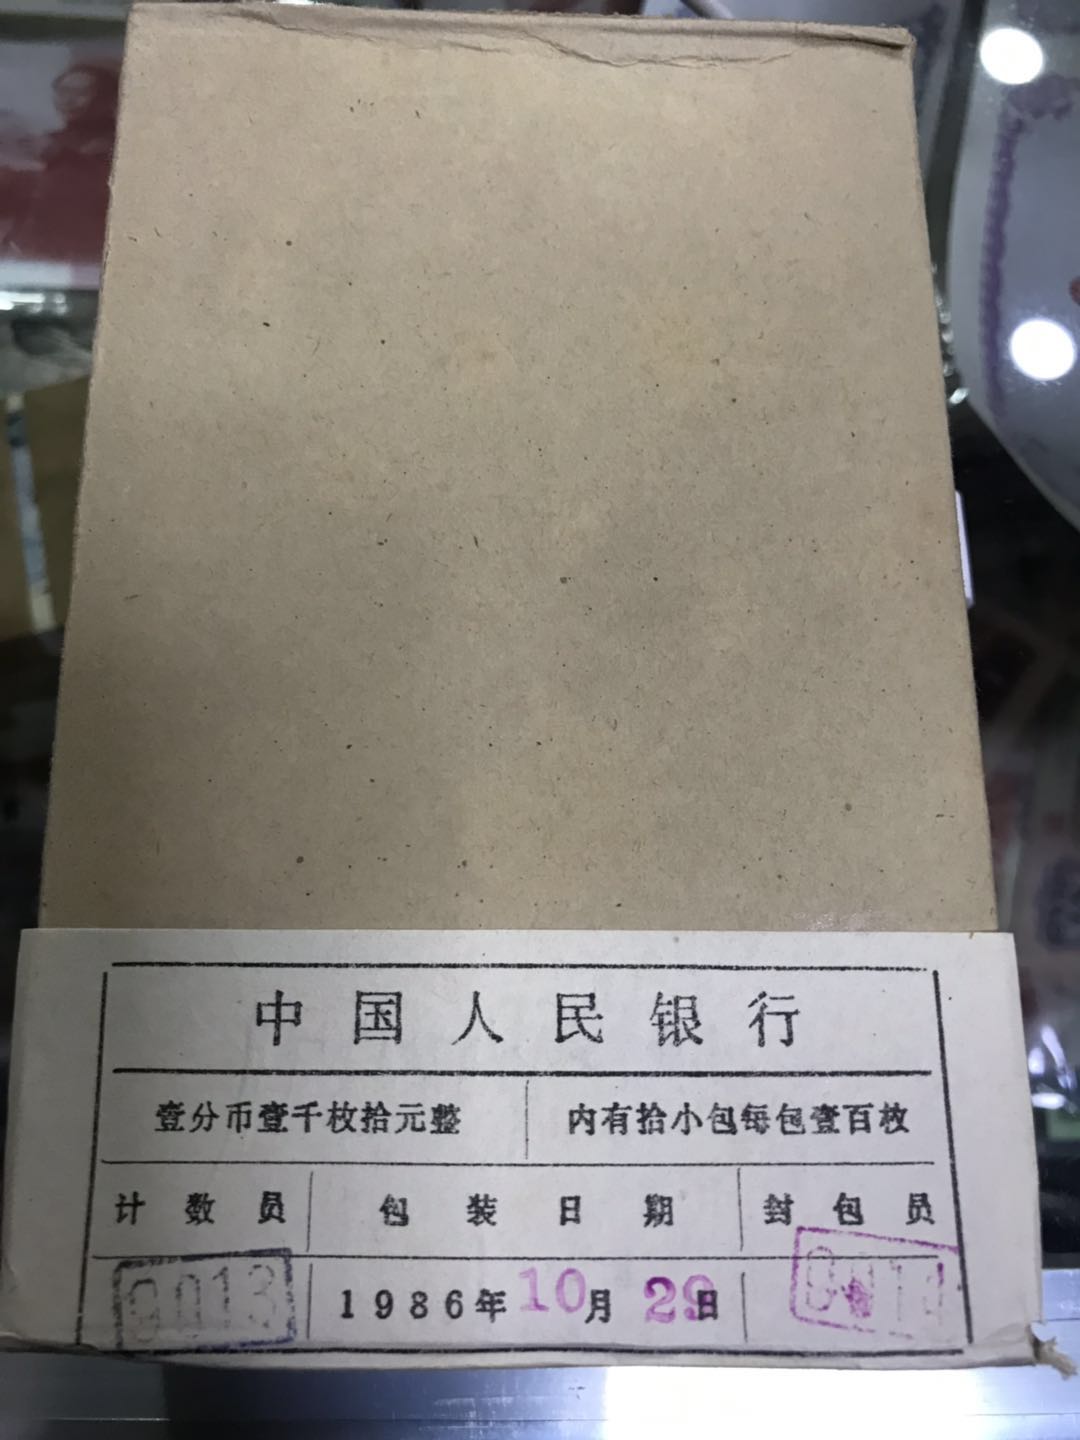 中国人民银行
壹分币壹千枚拾元整 内有拾小包每包壹百枚
计数员 包装日期 封包员
9013 1986年10月29日